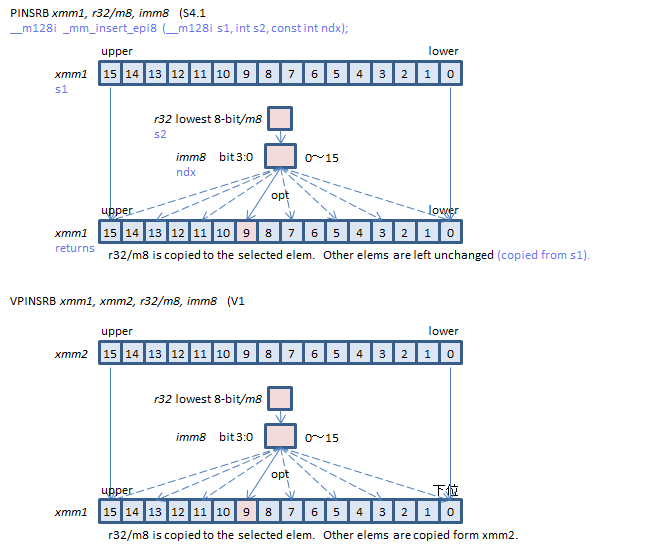 PINSRB xmm1, r32/m8, imm8 (S4.1
__m128i _mm_insert_epi8 (__m128i s1, int s2, const int ndx);
upper lower
xmm1 15 14 13 12 11 10 9 8 7 6 5 4 3 2 1 0
s1
r32 lowest 8-bit/m8
s2
imm8 bit 3:0 0～15
ndx
opt
upper lower
xmm1 15 14 13 12 11 10 9 8 7 6 5 4 3 2 1 0
returns
r32/m8 is copied to the selected elem. Other elems are left unchanged (copied from s1).
VPINSRB xmm1, xmm2, r32/m8, imm8 (V1
upper lower
xmm2 15 14 13 12 11 10 9 8 7 6 5 4 3 2 1 0
r32 lowest 8-bit/m8
imm8 bit 3:0 0～15
opt
upper 下位
xmm1 15 14 13 12 11 10 9 8 7 6 5 4 3 2 1 0
r32/m8 is copied to the selected elem. Other elems are copied form xmm2.